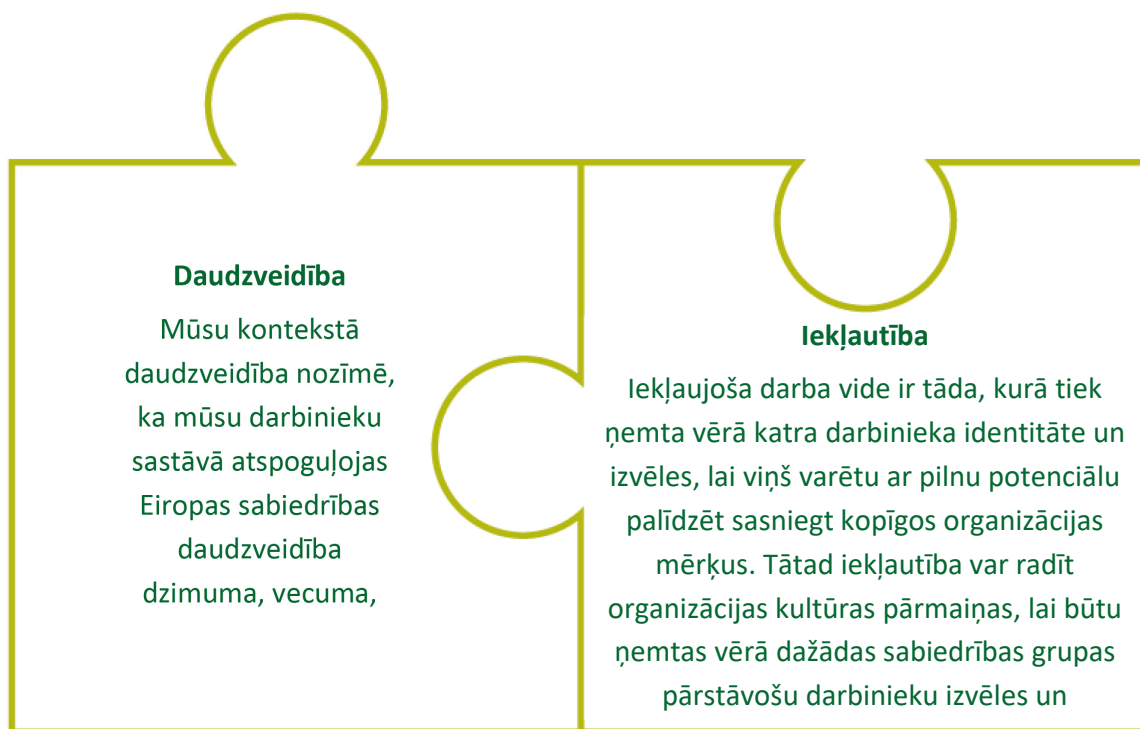 Daudzveidība
Mūsu kontekstā
daudzveidība nozīmē,
ka mūsu darbinieku
sastāvā atspoguļojas
Eiropas sabiedrības
daudzveidība
dzimuma, vecuma,
Iekļautība
Iekļaujoša darba vide ir tāda, kurā tiek
ņemta vērā katra darbinieka identitāte un
izvēles, lai viņš varētu ar pilnu potenciālu
palīdzēt sasniegt kopīgos organizācijas
mērķus. Tātad iekļautība var radīt
organizācijas kultūras pārmaiņas, lai būtu
ņemtas vērā dažādas sabiedrības grupas
pārstāvošu darbinieku izvēles un